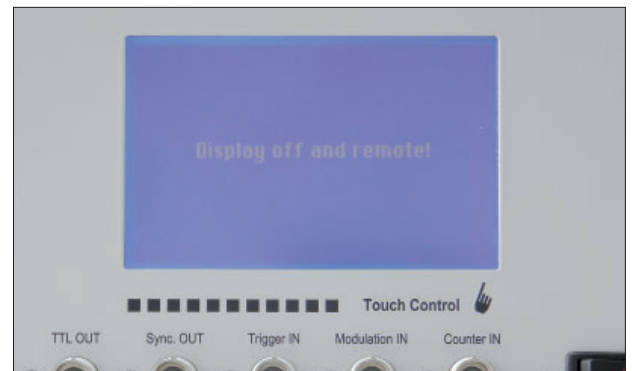 Display off and remote!
Touch Control
TTL OUT Sync. OUT Trigger IN Modulation IN Counter IN